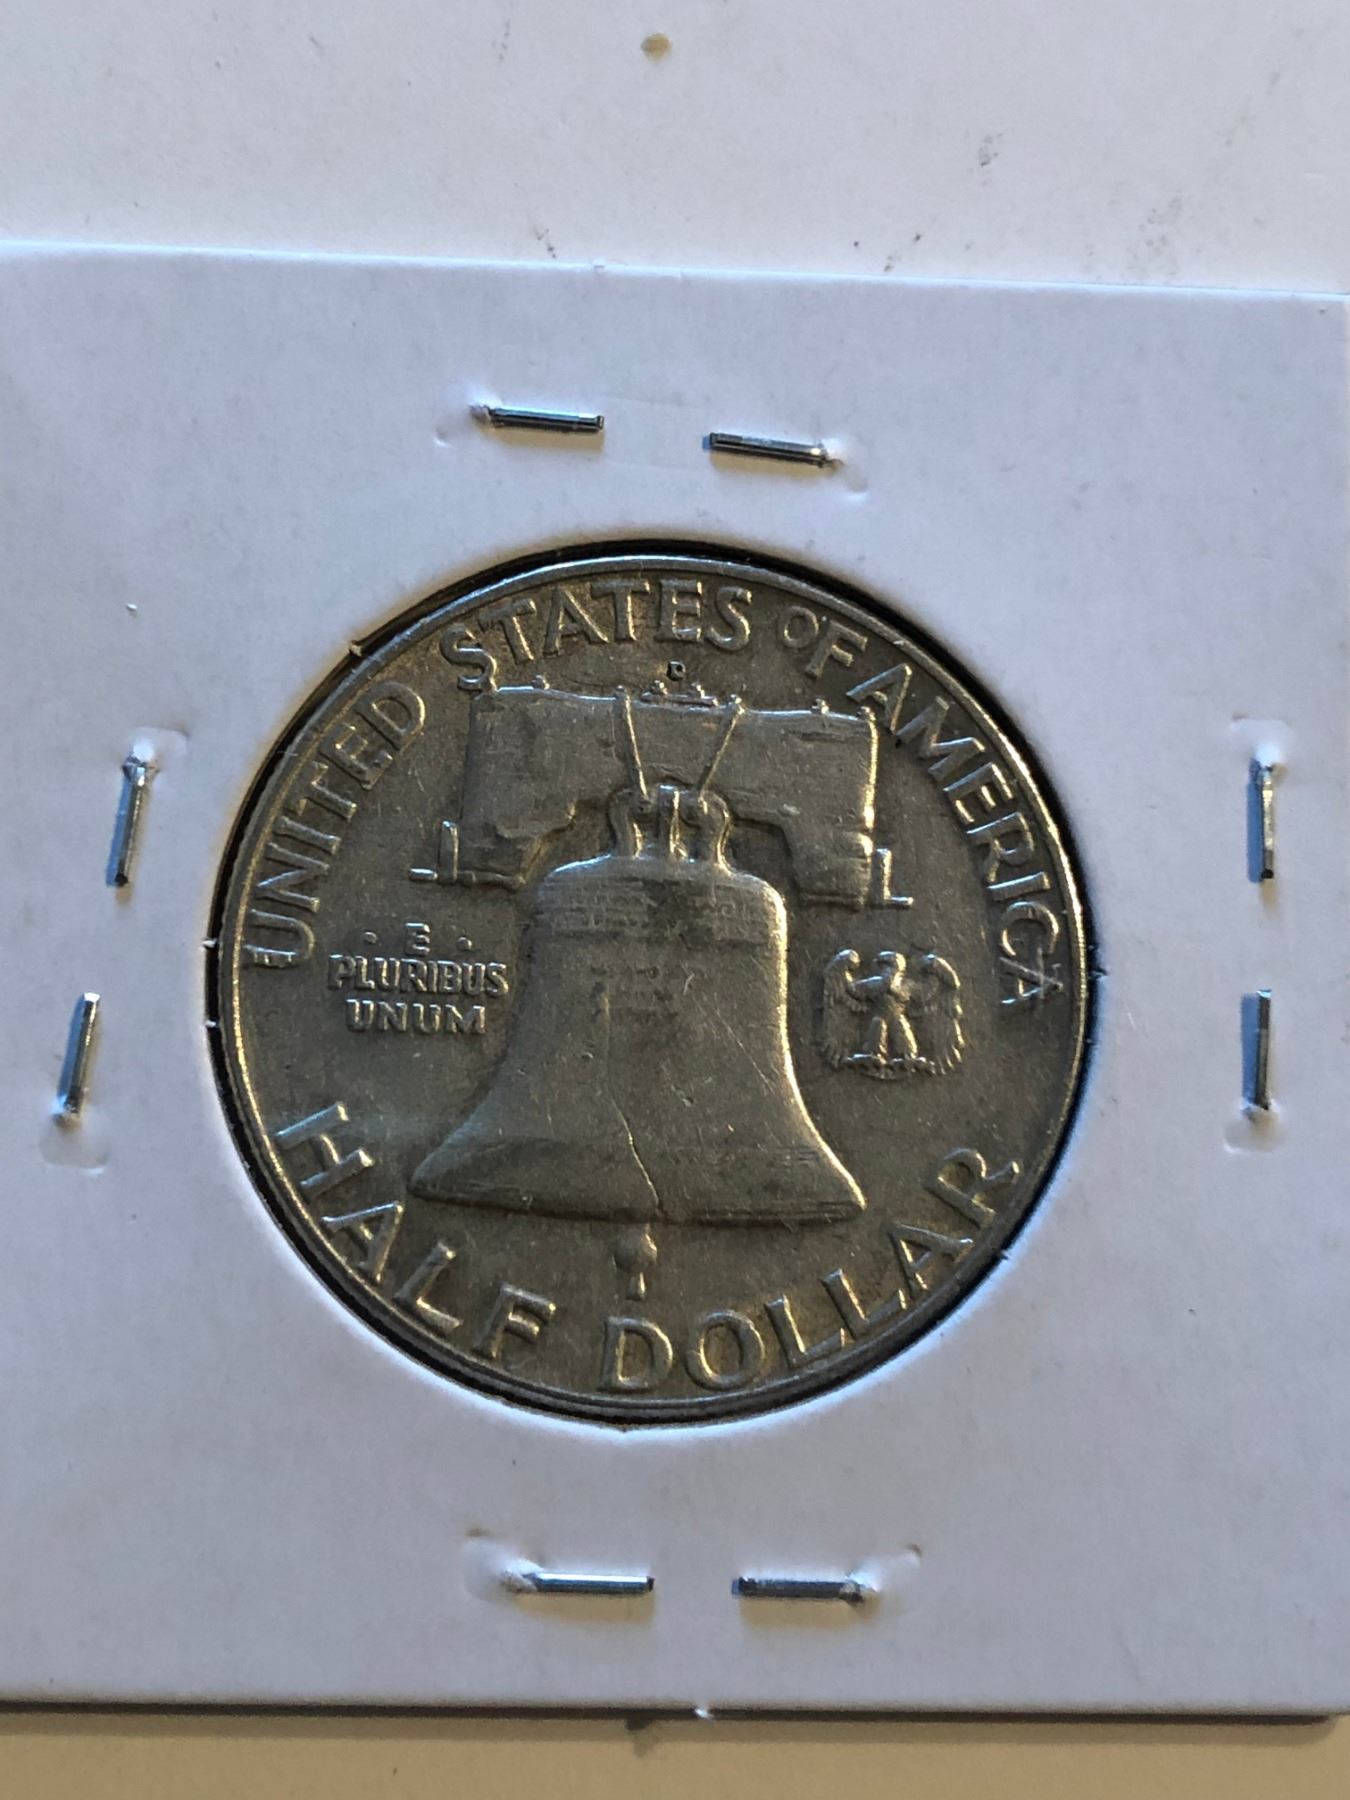 UNITED STATES OF AMERICA
D
· E ·
PLURIBUS
UNUM
HALF DOLLAR